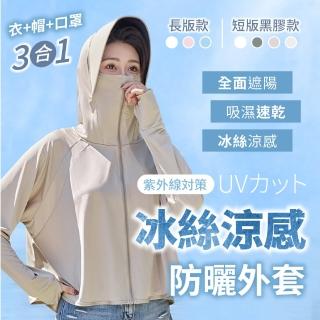 衣+帽+口罩
3合1
長版款
短版黑膠款
全面遮陽
吸濕速乾
冰絲涼感
紫外線対策 UVカット
冰絲涼感
防曬外套